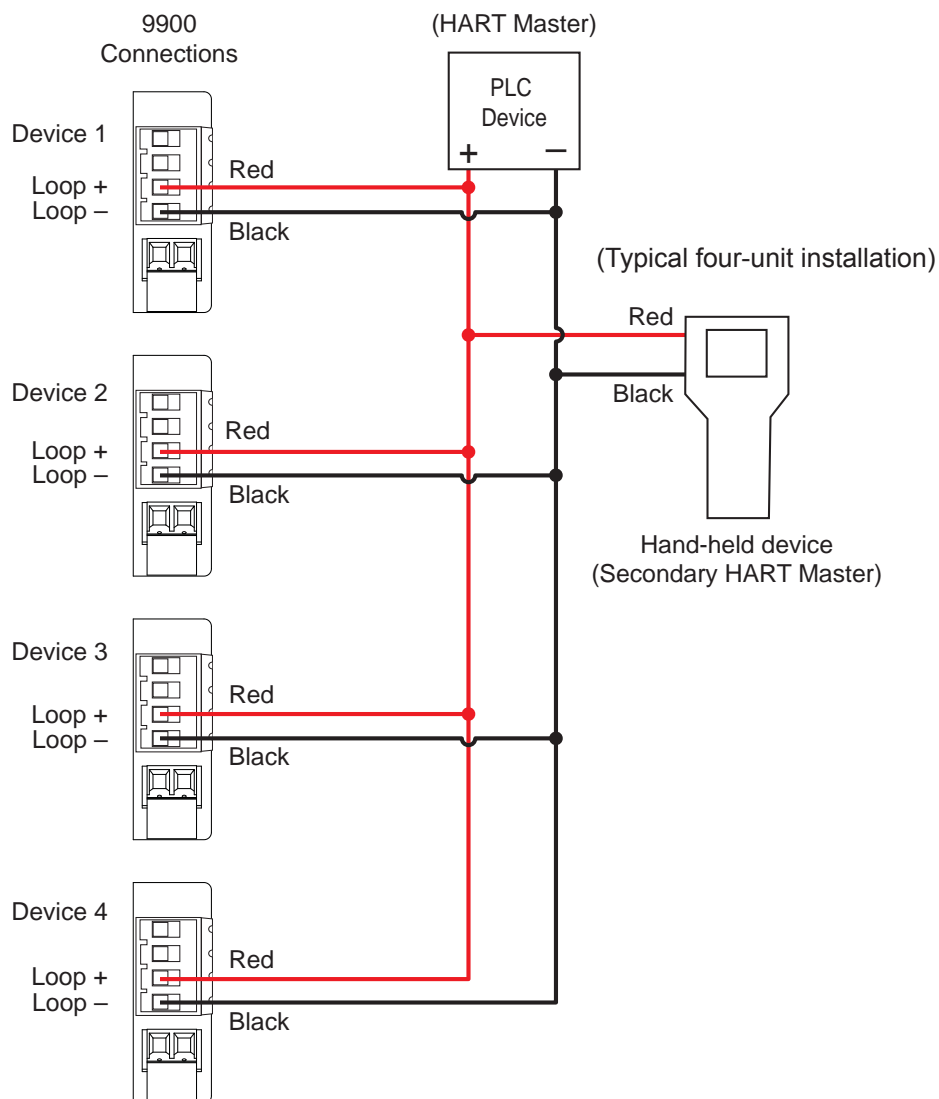 9900
Connections
(HART Master)
PLC
Device
+ –
Device 1
Loop +
Loop –
Red
Black
(Typical four-unit installation)
Red
Black
Hand-held device
(Secondary HART Master)
Device 2
Loop +
Loop –
Red
Black
Device 3
Loop +
Loop –
Red
Black
Device 4
Loop +
Loop –
Red
Black